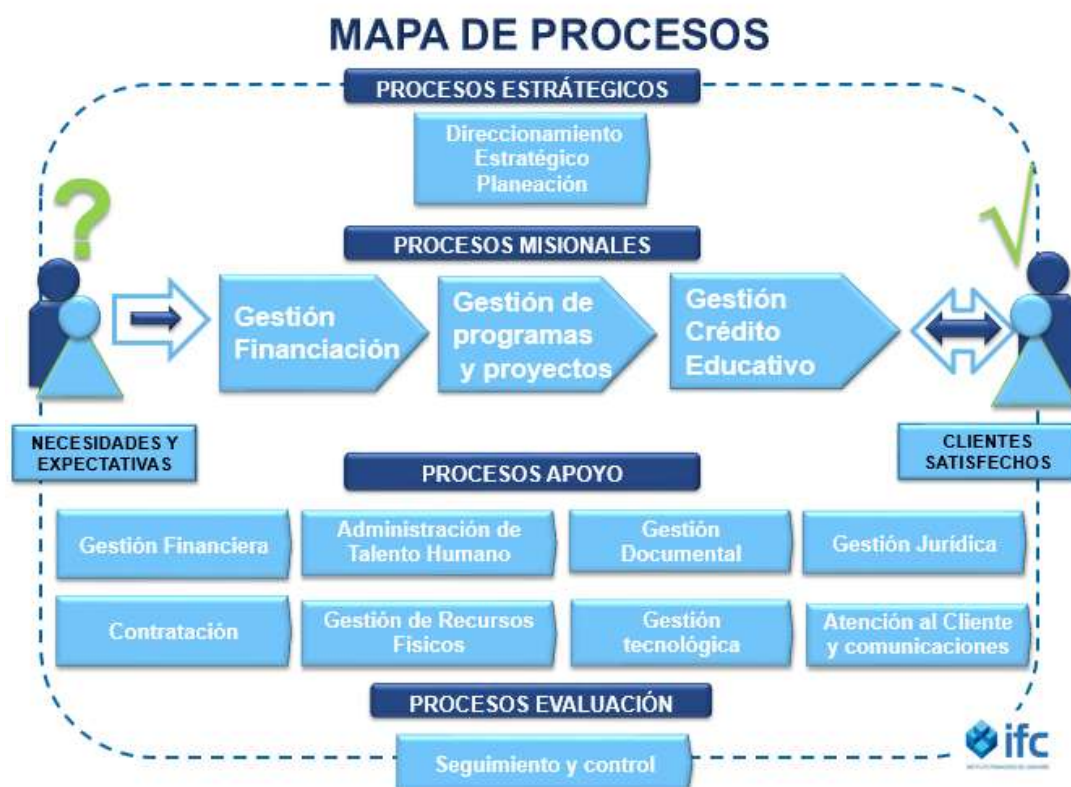 MAPA DE PROCESOS
PROCESOS ESTRÁTEGICOS
Direccionamiento
Estratégico
Planeación
?
PROCESOS MISIONALES
Gestión
Financiación
Gestión de
programas
y proyectos
Gestión
Crédito
Educativo
NECESIDADES Y
EXPECTATIVAS
CLIENTES
SATISFECHOS
PROCESOS APOYO
Gestión Financiera
Administración de
Talento Humano
Gestión
Documental
Gestión Jurídica
Contratación
Gestión de Recursos
Físicos
Gestión
tecnológica
Atención al Cliente
y comunicaciones
PROCESOS EVALUACIÓN
Seguimiento y control
ifc